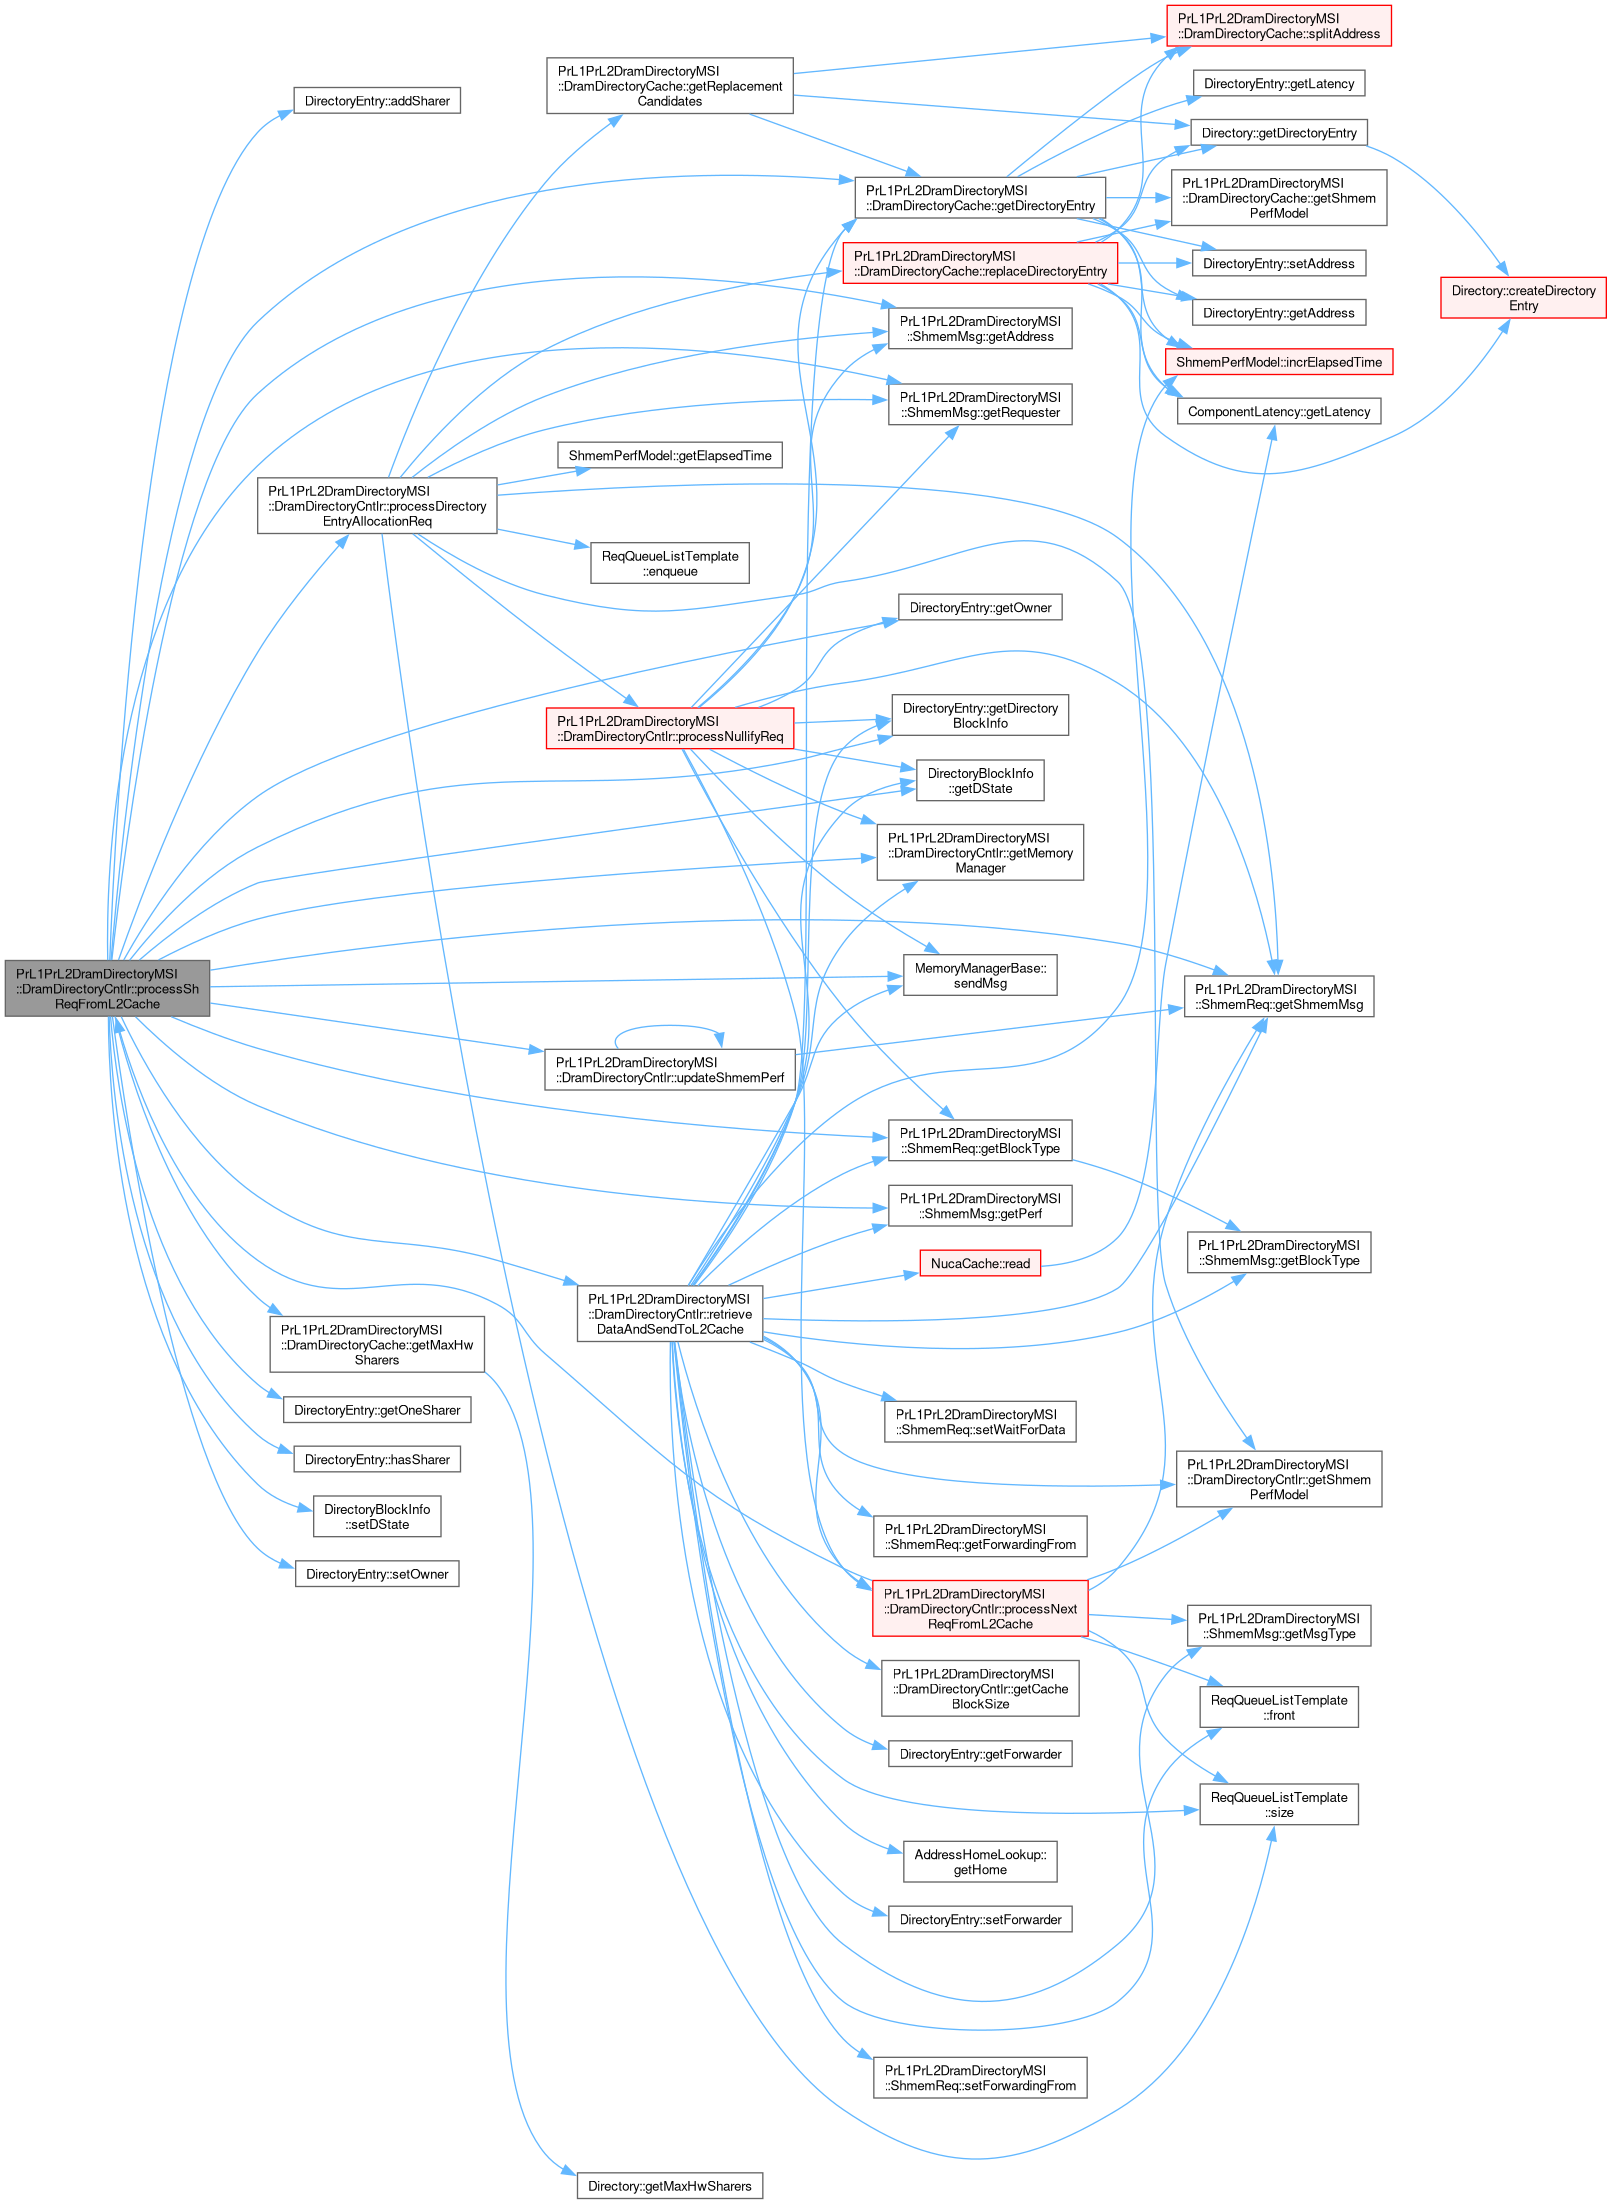 PrL1PrL2DramDirectoryMSI
::DramDirectoryCntlr::processSh
ReqFromL2Cache
DirectoryEntry::addSharer
PrL1PrL2DramDirectoryMSI
::DramDirectoryCntlr::processDirectory
EntryAllocationReq
PrL1PrL2DramDirectoryMSI
::DramDirectoryCache::getMaxHw
Sharers
DirectoryEntry::getOneSharer
DirectoryEntry::hasSharer
DirectoryBlockInfo
::setDState
DirectoryEntry::setOwner
PrL1PrL2DramDirectoryMSI
::DramDirectoryCache::getReplacement
Candidates
ShmemPerfModel::getElapsedTime
ReqQueueListTemplate
::enqueue
PrL1PrL2DramDirectoryMSI
::DramDirectoryCntlr::processNullifyReq
PrL1PrL2DramDirectoryMSI
::DramDirectoryCntlr::updateShmemPerf
PrL1PrL2DramDirectoryMSI
::DramDirectoryCntlr::retrieve
DataAndSendToL2Cache
Directory::getMaxHwSharers
PrL1PrL2DramDirectoryMSI
::DramDirectoryCache::getDirectoryEntry
PrL1PrL2DramDirectoryMSI
::DramDirectoryCache::replaceDirectoryEntry
PrL1PrL2DramDirectoryMSI
::ShmemMsg::getAddress
PrL1PrL2DramDirectoryMSI
::ShmemMsg::getRequester
DirectoryEntry::getOwner
DirectoryEntry::getDirectory
BlockInfo
DirectoryBlockInfo
::getDState
PrL1PrL2DramDirectoryMSI
::DramDirectoryCntlr::getMemory
Manager
MemoryManagerBase::
sendMsg
PrL1PrL2DramDirectoryMSI
::ShmemReq::getBlockType
PrL1PrL2DramDirectoryMSI
::ShmemMsg::getPerf
NucaCache::read
PrL1PrL2DramDirectoryMSI
::ShmemReq::setWaitForData
PrL1PrL2DramDirectoryMSI
::ShmemReq::getForwardingFrom
PrL1PrL2DramDirectoryMSI
::DramDirectoryCntlr::processNext
ReqFromL2Cache
PrL1PrL2DramDirectoryMSI
::DramDirectoryCntlr::getCache
BlockSize
DirectoryEntry::getForwarder
AddressHomeLookup::
getHome
DirectoryEntry::setForwarder
PrL1PrL2DramDirectoryMSI
::ShmemReq::setForwardingFrom
PrL1PrL2DramDirectoryMSI
::DramDirectoryCache::splitAddress
DirectoryEntry::getLatency
Directory::getDirectoryEntry
PrL1PrL2DramDirectoryMSI
::DramDirectoryCache::getShmem
PerfModel
DirectoryEntry::setAddress
DirectoryEntry::getAddress
ShmemPerfModel::incrElapsedTime
ComponentLatency::getLatency
PrL1PrL2DramDirectoryMSI
::ShmemReq::getShmemMsg
PrL1PrL2DramDirectoryMSI
::ShmemMsg::getBlockType
PrL1PrL2DramDirectoryMSI
::DramDirectoryCntlr::getShmem
PerfModel
PrL1PrL2DramDirectoryMSI
::ShmemMsg::getMsgType
ReqQueueListTemplate
::front
ReqQueueListTemplate
::size
Directory::createDirectory
Entry